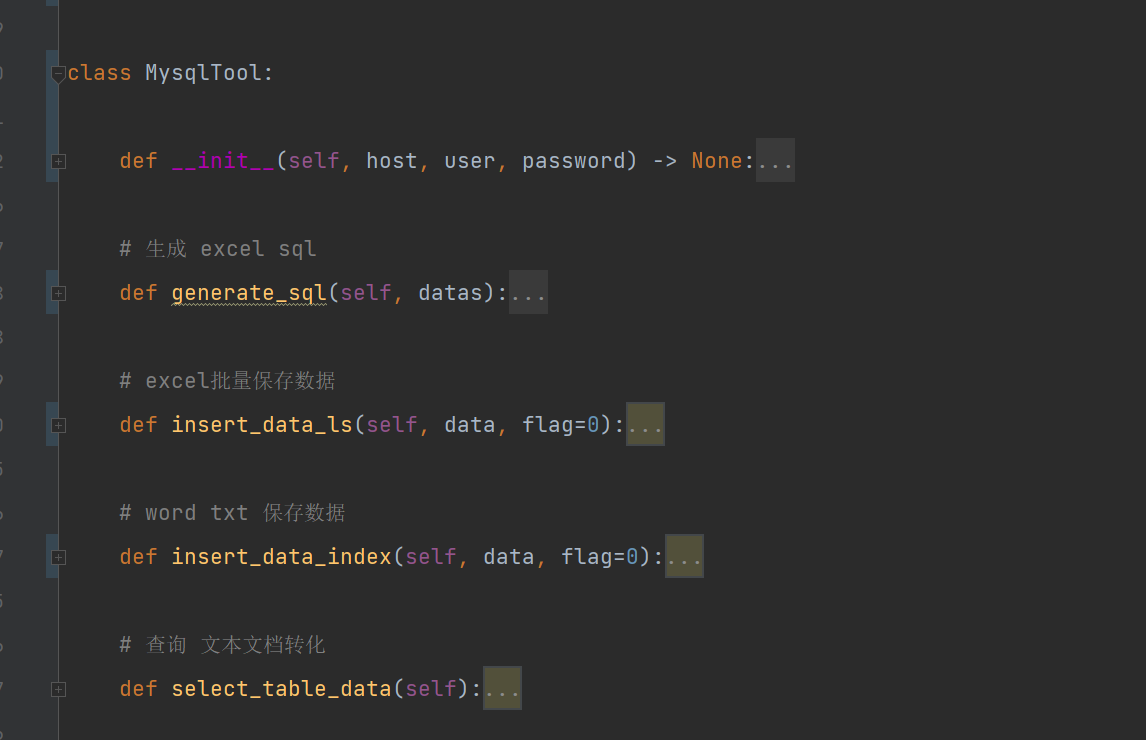 class MysqlTool:
def __init__(self, host, user, password) -> None:...
# 生成 excel sql
def generate_sql(self, datas):...
# excel批量保存数据
def insert_data_ls(self, data, flag=0):...
# word txt 保存数据
def insert_data_index(self, data, flag=0):...
# 查询 文本文档转化
def select_table_data(self):...